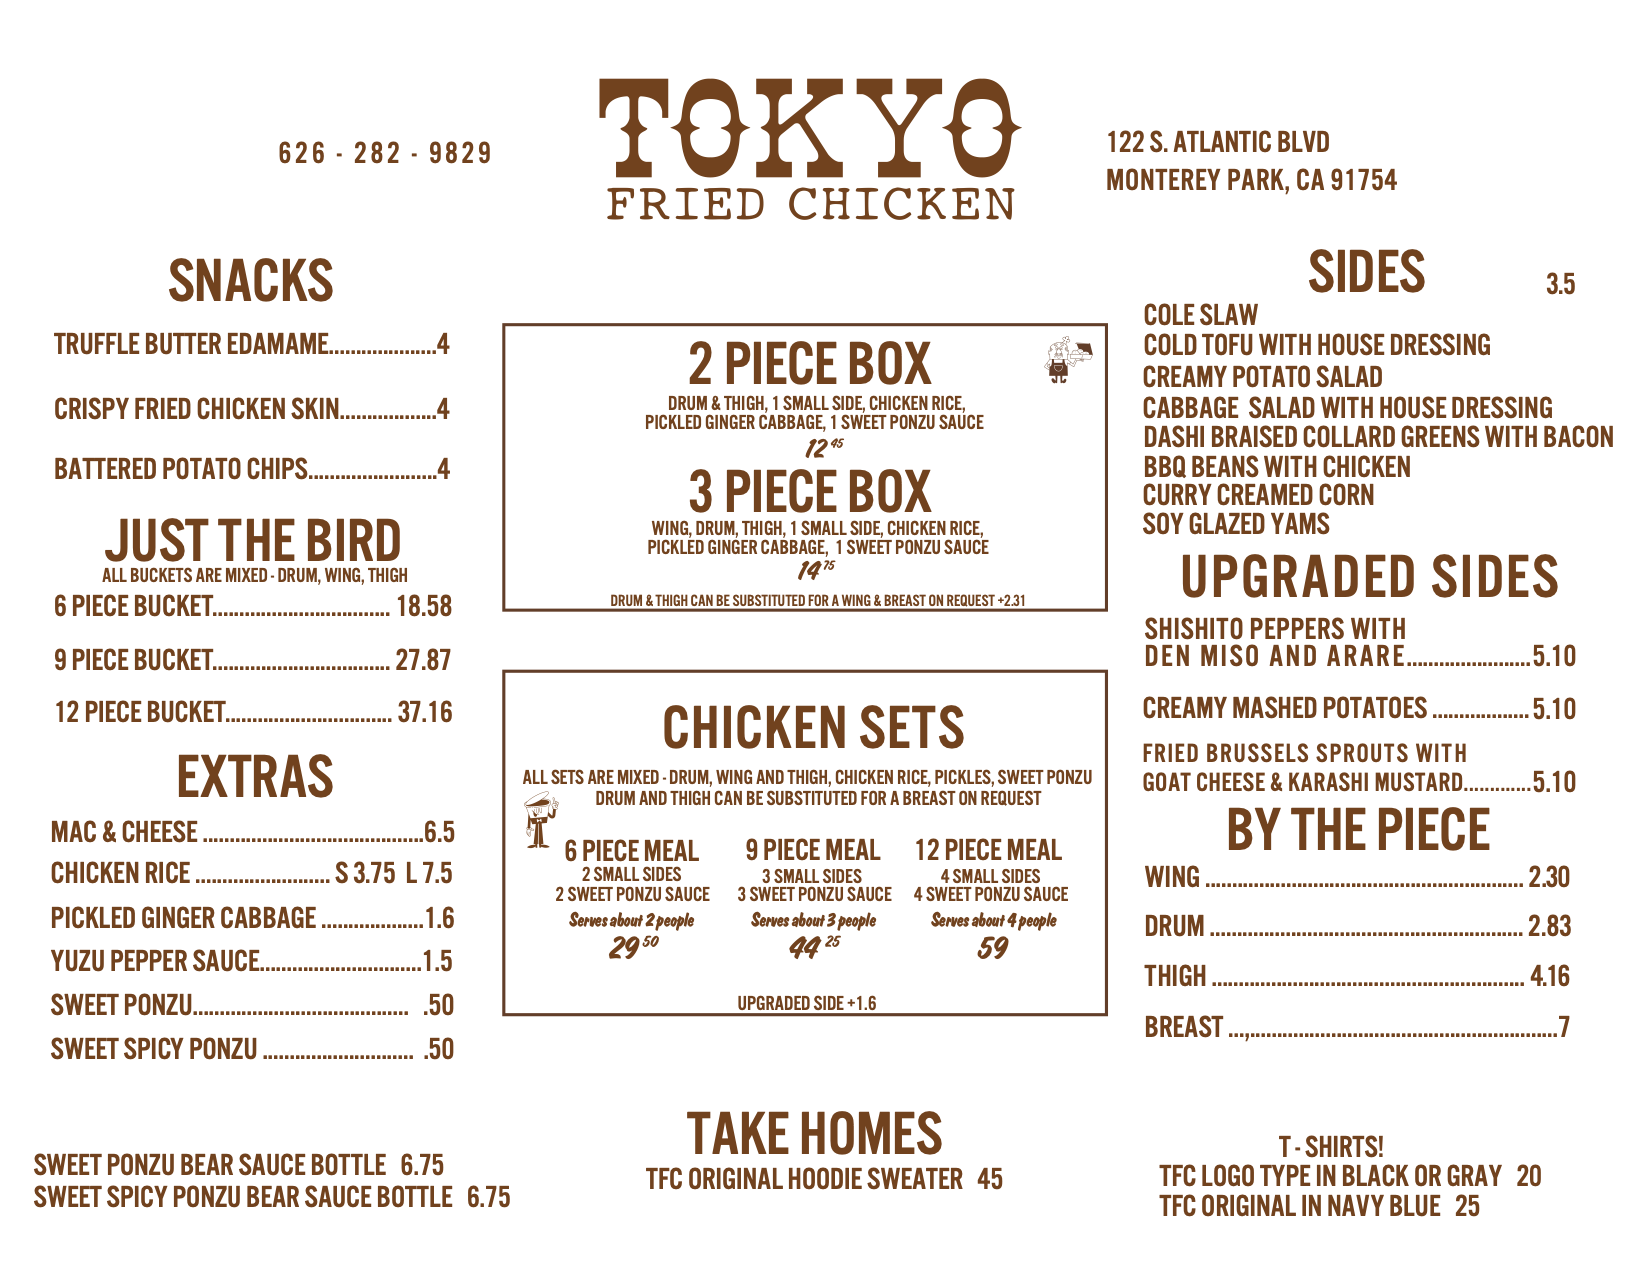 626 - 282 - 9829
TOKYO
FRIED CHICKEN
122 S. ATLANTIC BLVD
MONTEREY PARK, CA 91754
SNACKS
TRUFFLE BUTTER EDAMAME....................4
CRISPY FRIED CHICKEN SKIN..................4
BATTERED POTATO CHIPS........................4
JUST THE BIRD
ALL BUCKETS ARE MIXED - DRUM, WING, THIGH
6 PIECE BUCKET................................. 18.58
9 PIECE BUCKET................................. 27.87
12 PIECE BUCKET............................... 37.16
EXTRAS
MAC & CHEESE .........................................6.5
CHICKEN RICE ......................... S 3.75 L 7.5
PICKLED GINGER CABBAGE ...................1.6
YUZU PEPPER SAUCE..............................1.5
SWEET PONZU........................................ .50
SWEET SPICY PONZU ............................ .50
2 PIECE BOX
DRUM & THIGH, 1 SMALL SIDE, CHICKEN RICE,
PICKLED GINGER CABBAGE, 1 SWEET PONZU SAUCE
12 45
3 PIECE BOX
WING, DRUM, THIGH, 1 SMALL SIDE, CHICKEN RICE,
PICKLED GINGER CABBAGE, 1 SWEET PONZU SAUCE
14 75
DRUM & THIGH CAN BE SUBSTITUTED FOR A WING & BREAST ON REQUEST +2.31
CHICKEN SETS
ALL SETS ARE MIXED - DRUM, WING AND THIGH, CHICKEN RICE, PICKLES, SWEET PONZU
DRUM AND THIGH CAN BE SUBSTITUTED FOR A BREAST ON REQUEST
6 PIECE MEAL
2 SMALL SIDES
2 SWEET PONZU SAUCE
Serves about 2 people
29 50
9 PIECE MEAL
3 SMALL SIDES
3 SWEET PONZU SAUCE
Serves about 3 people
44 25
12 PIECE MEAL
4 SMALL SIDES
4 SWEET PONZU SAUCE
Serves about 4 people
59
UPGRADED SIDE +1.6
SIDES 3.5
COLE SLAW
COLD TOFU WITH HOUSE DRESSING
CREAMY POTATO SALAD
CABBAGE SALAD WITH HOUSE DRESSING
DASHI BRAISED COLLARD GREENS WITH BACON
BBQ BEANS WITH CHICKEN
CURRY CREAMED CORN
SOY GLAZED YAMS
UPGRADED SIDES
SHISHITO PEPPERS WITH
DEN MISO AND ARARE.......................5.10
CREAMY MASHED POTATOES ..................5.10
FRIED BRUSSELS SPROUTS WITH
GOAT CHEESE & KARASHI MUSTARD.............5.10
BY THE PIECE
WING ........................................................... 2.30
DRUM .......................................................... 2.83
THIGH .......................................................... 4.16
BREAST ...,.........................................................7
SWEET PONZU BEAR SAUCE BOTTLE 6.75
SWEET SPICY PONZU BEAR SAUCE BOTTLE 6.75
TAKE HOMES
TFC ORIGINAL HOODIE SWEATER 45
T - SHIRTS!
TFC LOGO TYPE IN BLACK OR GRAY 20
TFC ORIGINAL IN NAVY BLUE 25